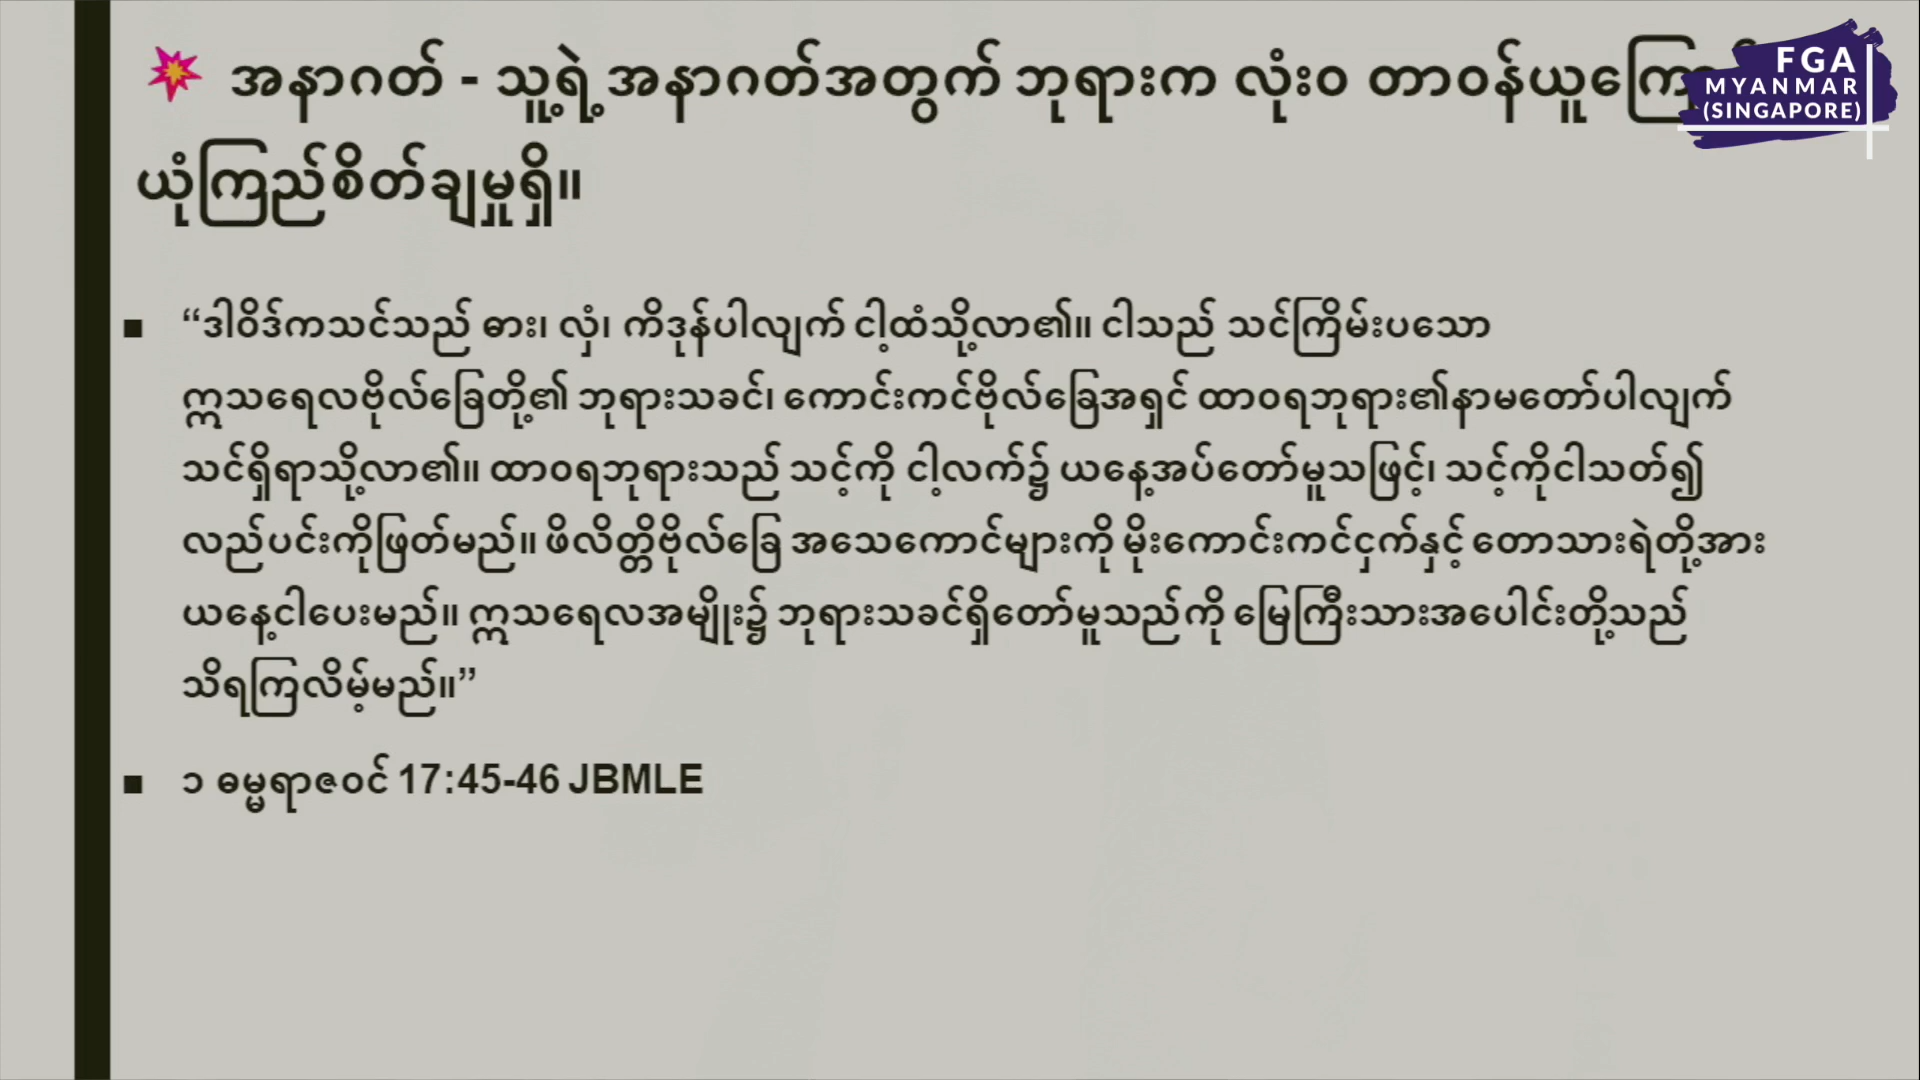 အနာဂတ် - သူ့ရဲ့အနာဂတ်အတွက် ဘုရားက လုံးဝ
ယုံကြည်စိတ်ချမှုရှိ။
FGA
MYANMAR
(SINGAPORE)
“ဒါဝိဒ်ကသင်သည် ဓား၊ လှံ၊ ကိဒုန်ပါလျက် ငါ့ထံသို့လာ၏။ ငါသည် သင်ကြိမ်းပသော
ဣသရေလဗိုလ်ခြေတို့၏ ဘုရားသခင်၊ ကောင်းကင်ဗိုလ်ခြေအရှင် ထာဝရဘုရား၏နာမတော်ပါလျက်
သင်ရှိရာသို့လာ၏။ ထာဝရဘုရားသည် သင့်ကို ငါ့လက်၌ ယနေ့အပ်တော်မူသဖြင့်၊ သင့်ကိုငါသတ်၍
လည်ပင်းကိုဖြတ်မည်။ ဖိလိတ္တိဗိုလ်ခြေ အသေကောင်များကို မိုးကောင်းကင်ငှက်နှင့် တောသားရဲတို့အား
ယနေ့ငါပေးမည်။ ဣသရေလအမျိုး၌ ဘုရားသခင်ရှိတော်မူသည်ကို မြေကြီးသားအပေါင်းတို့သည်
သိရကြလိမ့်မည်။”
၁ ဓမ္မရာဇဝင် 17:45-46 JBMLE